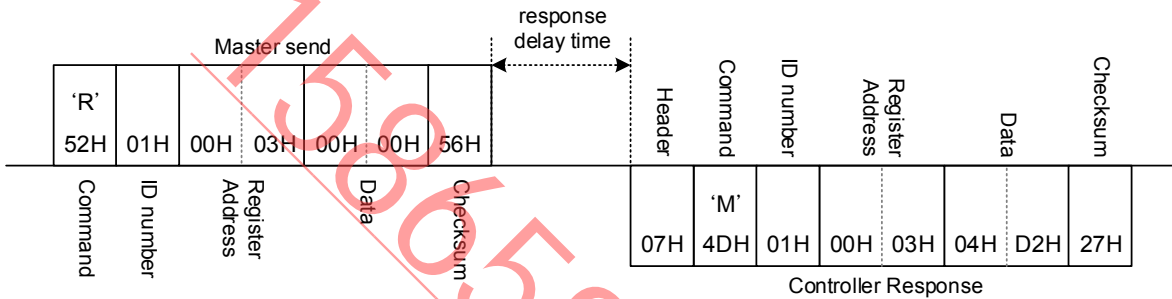 response
delay time
Master send
'R'
52H 01H 00H 03H 00H 00H 56H
Command ID number Register Address Data Checksum
Header Command ID number Register Address Data Checksum
'M'
07H 4DH 01H 00H 03H 04H D2H 27H
Controller Response